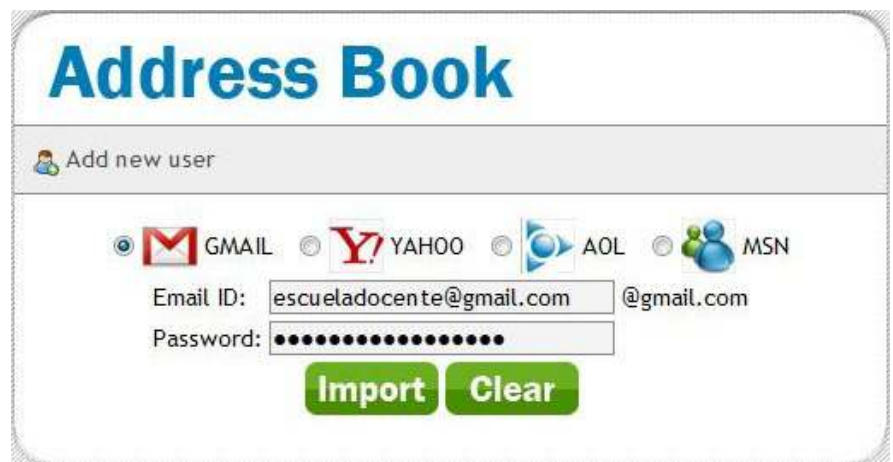 Address Book
Add new user
GMAIL Y! YAHOO AOL MSN
Email ID: escueladocente@gmail.com @gmail.com
Password: •••••••••••••••••
Import Clear